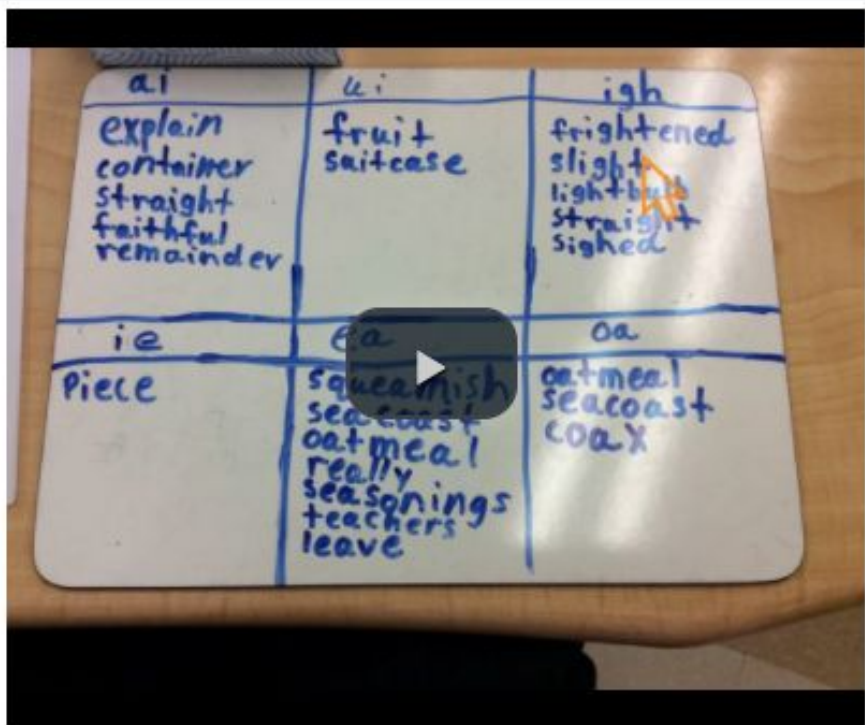 ai
explain
container
straight
faithful
remainder
ui
fruit
suitcase
igh
frightened
slight
lightbulb
straight
sighed
ie
piece
ea
squeamish
seacoast
oatmeal
really
seasonings
teachers
leave
oa
oatmeal
seacoast
coax